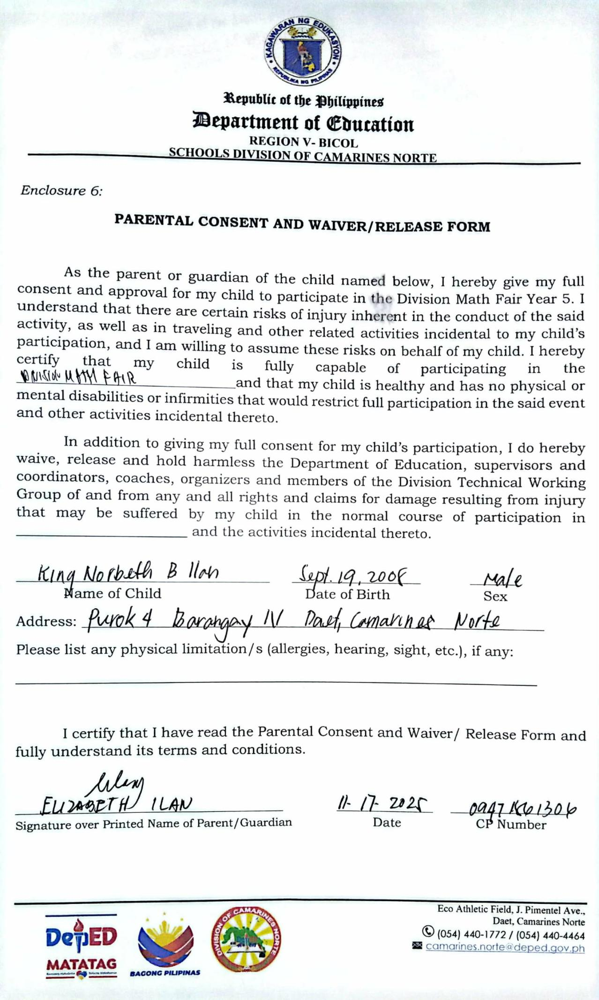 KAGAWARAN NG EDUKASYON
REPUBLIKA NG PILIPINAS
Republic of the Philippines
Department of Education
REGION V- BICOL
SCHOOLS DIVISION OF CAMARINES NORTE
Enclosure 6:
PARENTAL CONSENT AND WAIVER/RELEASE FORM
As the parent or guardian of the child named below, I hereby give my full
consent and approval for my child to participate in the Division Math Fair Year 5. I
understand that there are certain risks of injury inherent in the conduct of the said
activity, as well as in traveling and other related activities incidental to my child's
participation, and I am willing to assume these risks on behalf of my child. I hereby
certify that my child is fully capable of participating in the
DIVISION MATH FAIR and that my child is healthy and has no physical or
mental disabilities or infirmities that would restrict full participation in the said event
and other activities incidental thereto.
In addition to giving my full consent for my child's participation, I do hereby
waive, release and hold harmless the Department of Education, supervisors and
coordinators, coaches, organizers and members of the Division Technical Working
Group of and from any and all rights and claims for damage resulting from injury
that may be suffered by my child in the normal course of participation in
and the activities incidental thereto.
King Norbeth B Ilan Sept. 19, 2008 Male
Name of Child Date of Birth Sex
Address: Purok 4 Barangay IV Daet, Camarines Norte
Please list any physical limitation/s (allergies, hearing, sight, etc.), if any:
I certify that I have read the Parental Consent and Waiver/ Release Form and
fully understand its terms and conditions.
ELIZABETH ILAN 11-17-2025
Signature over Printed Name of Parent/Guardian Date CP Number
Eco Athletic Field, J. Pimentel Ave.,
Daet, Camarines Norte
(054) 440-1772 / (054) 440-4464
camarines.norte@deped.gov.ph
DepED
MATATAG
BAGONG PILIPINAS
DIVISION OF CAMARINES NORTE